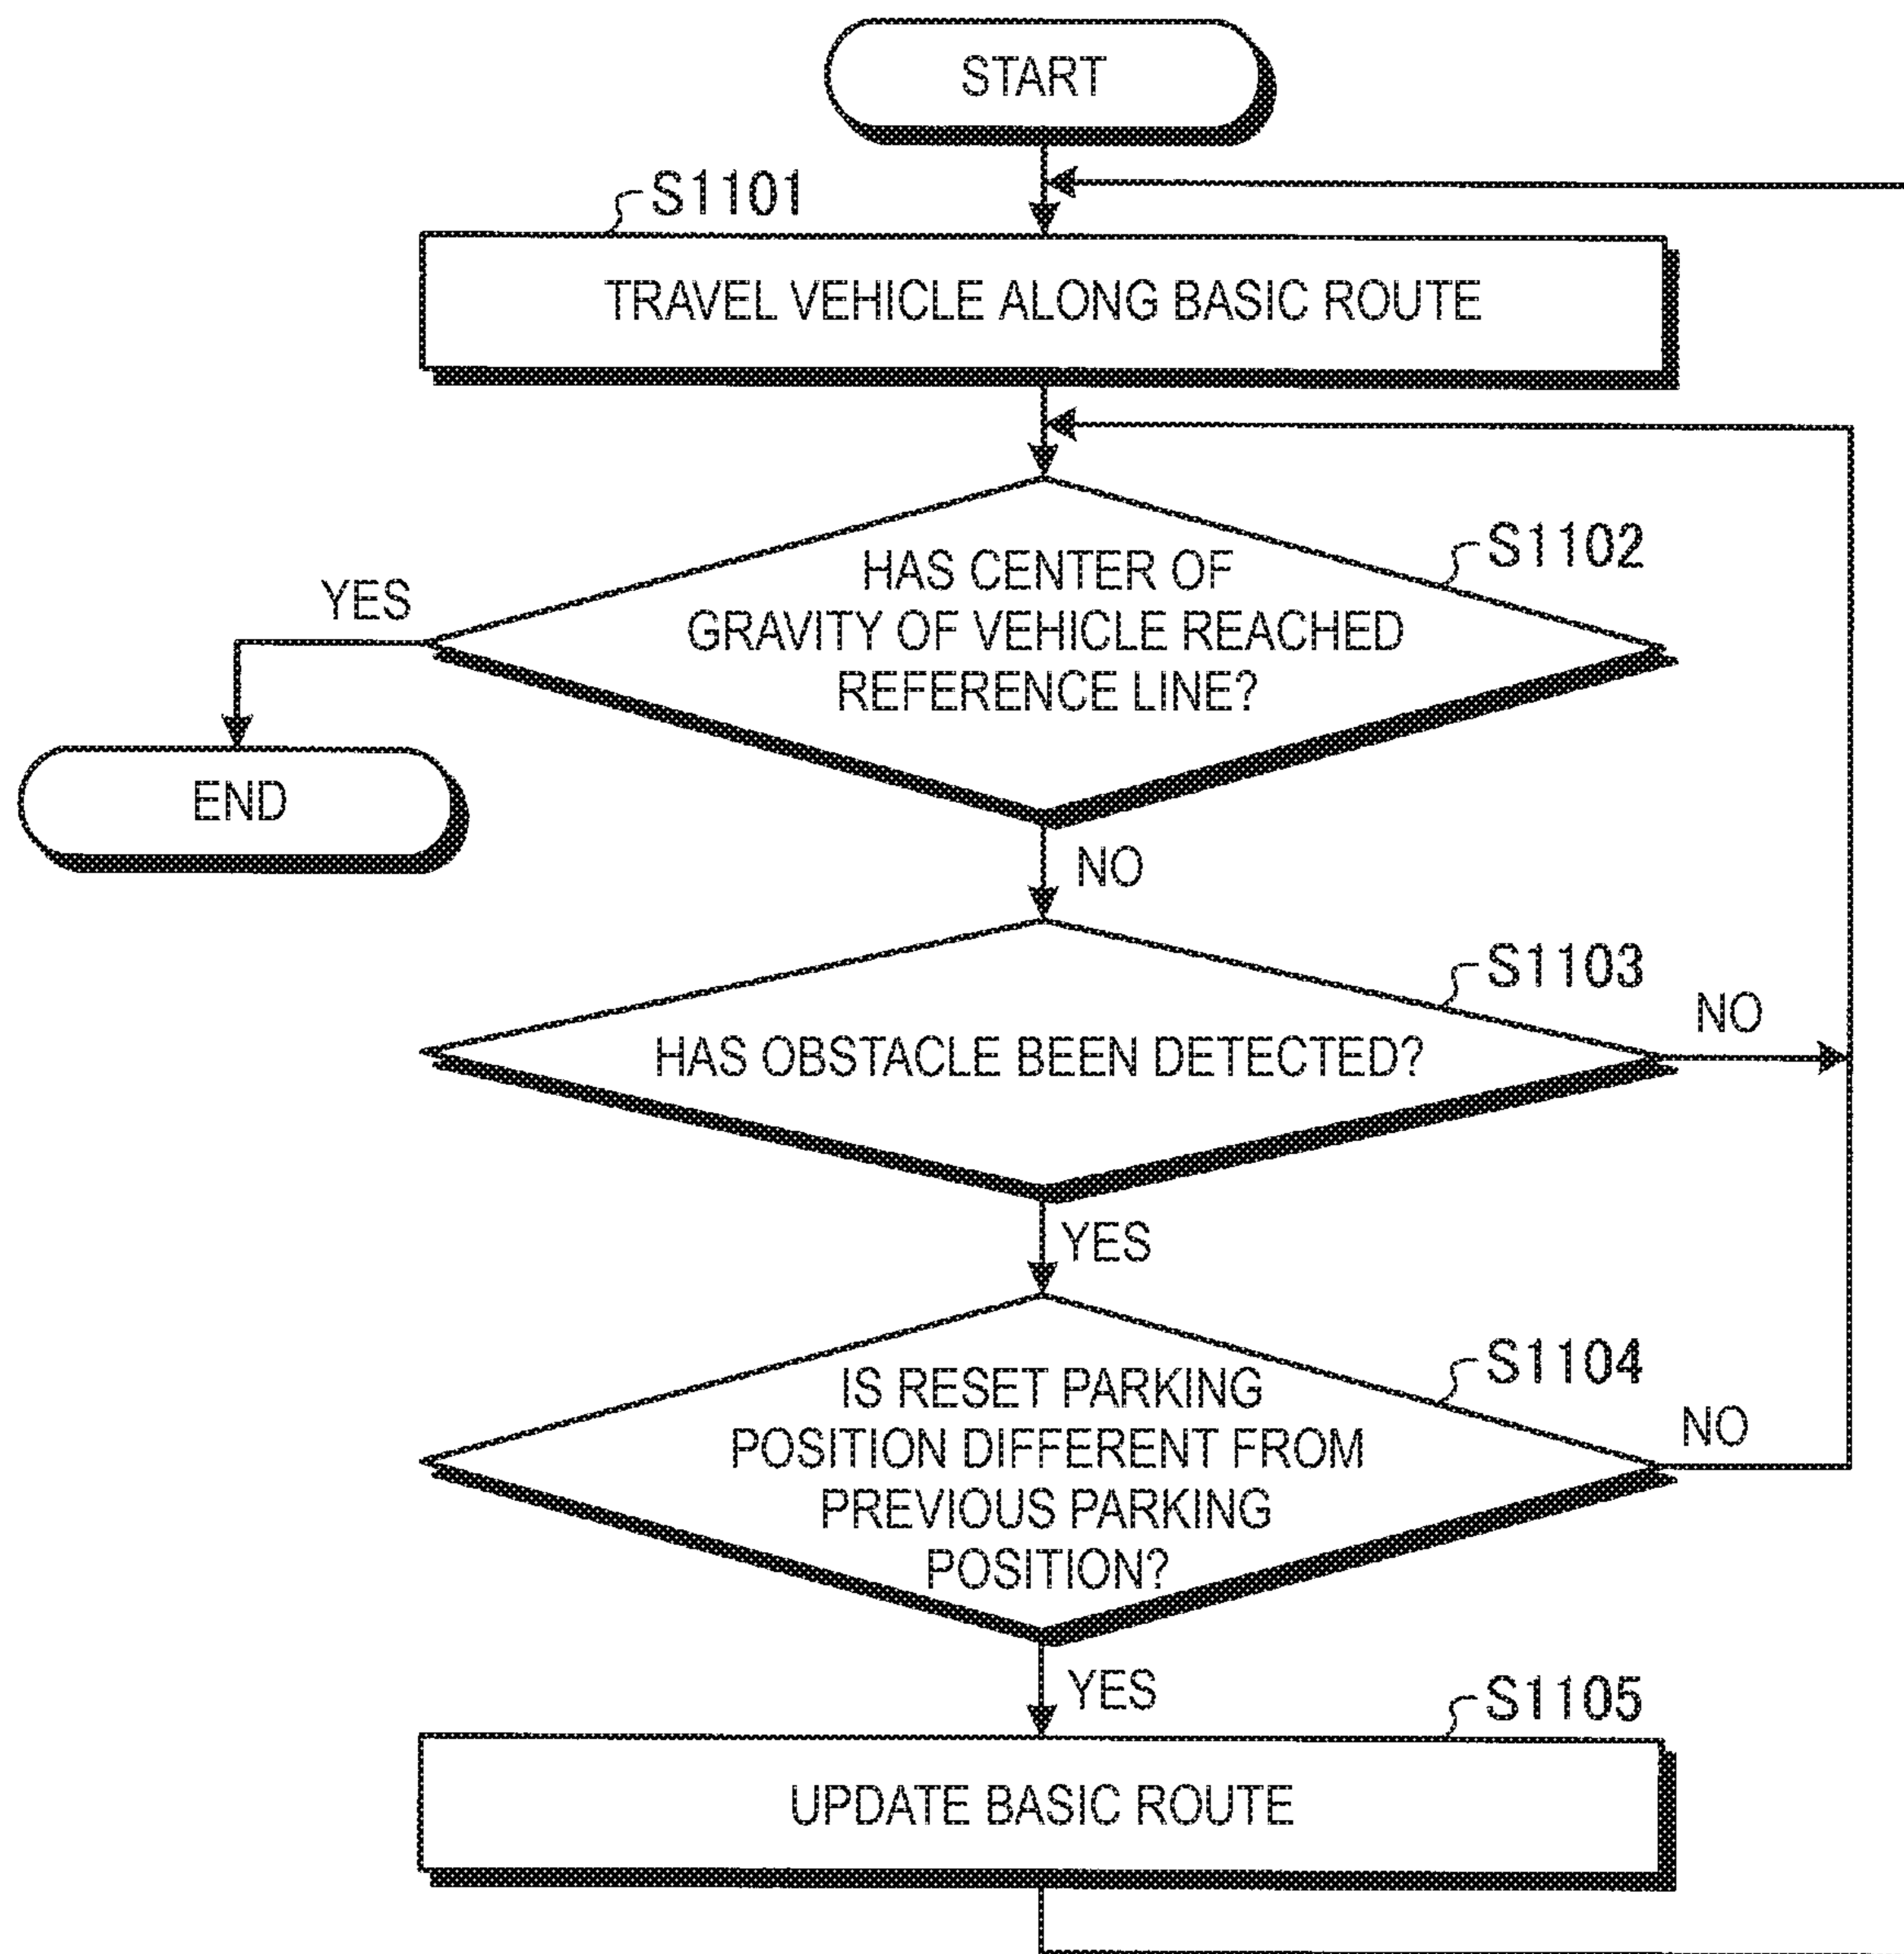 START
S1101
TRAVEL VEHICLE ALONG BASIC ROUTE
S1102
HAS CENTER OF
GRAVITY OF VEHICLE REACHED
REFERENCE LINE?
YES
END
NO
S1103
HAS OBSTACLE BEEN DETECTED?
NO
YES
S1104
IS RESET PARKING
POSITION DIFFERENT FROM
PREVIOUS PARKING
POSITION?
NO
YES
S1105
UPDATE BASIC ROUTE